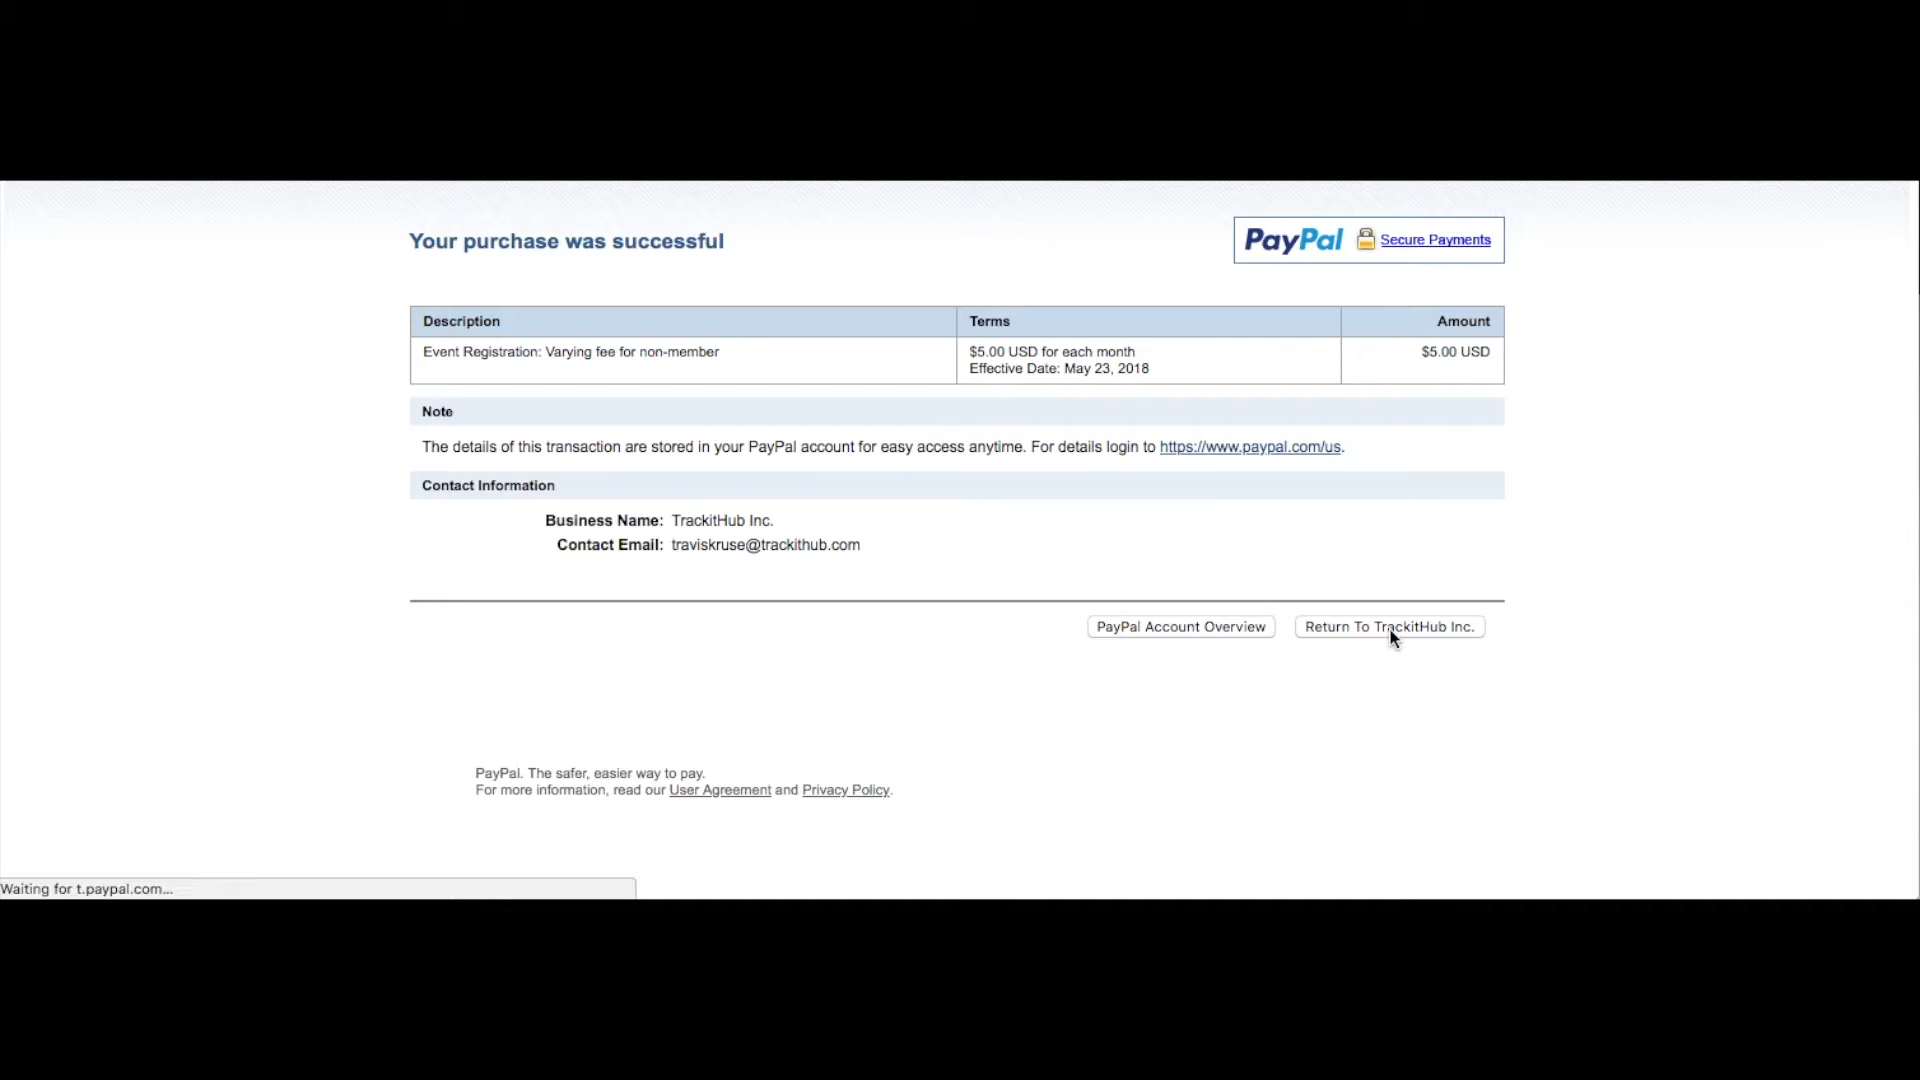 Your purchase was successful
PayPal Secure Payments
Description Terms Amount
Event Registration: Varying fee for non-member $5.00 USD for each month $5.00 USD
Effective Date: May 23, 2018
Note
The details of this transaction are stored in your PayPal account for easy access anytime. For details login to https://www.paypal.com/us.
Contact Information
Business Name: TrackitHub Inc.
Contact Email: traviskruse@trackithub.com
PayPal Account Overview Return To TrackitHub Inc.
PayPal. The safer, easier way to pay.
For more information, read our User Agreement and Privacy Policy.
Waiting for t.paypal.com...